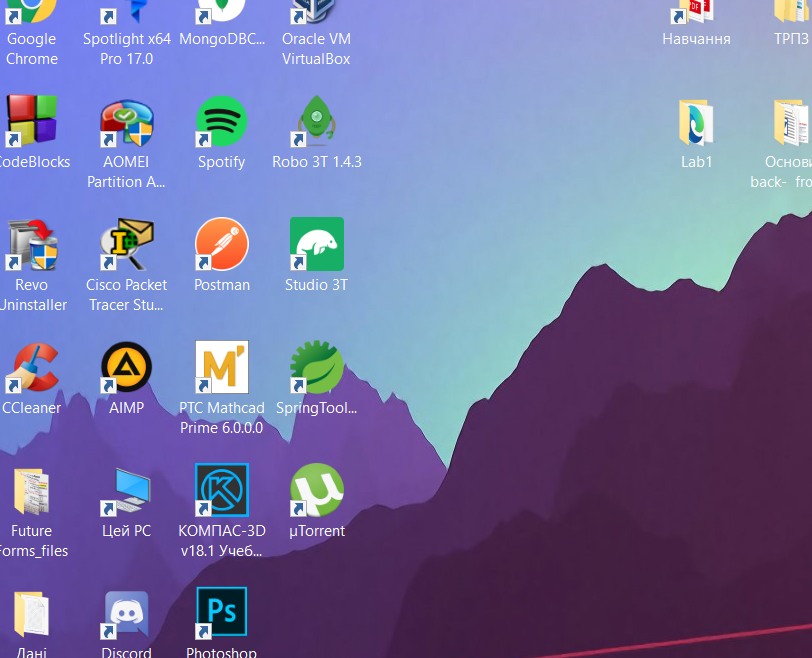 Google
Chrome
Spotlight x64
Pro 17.0
MongoDBC...
Oracle VM
VirtualBox
Навчання
ТРПЗ
CodeBlocks
AOMEI
Partition A...
Spotify
Robo 3T 1.4.3
Lab1
Основи
back-
Revo
Uninstaller
Cisco Packet
Tracer Stu...
Postman
Studio 3T
CCleaner
AIMP
PTC Mathcad
Prime 6.0.0.0
SpringTool...
Future
Forms_files
Цей PC
КОМПАС-3D
v18.1 Учеб...
µTorrent
Дані
Discord
Ps
Photoshop